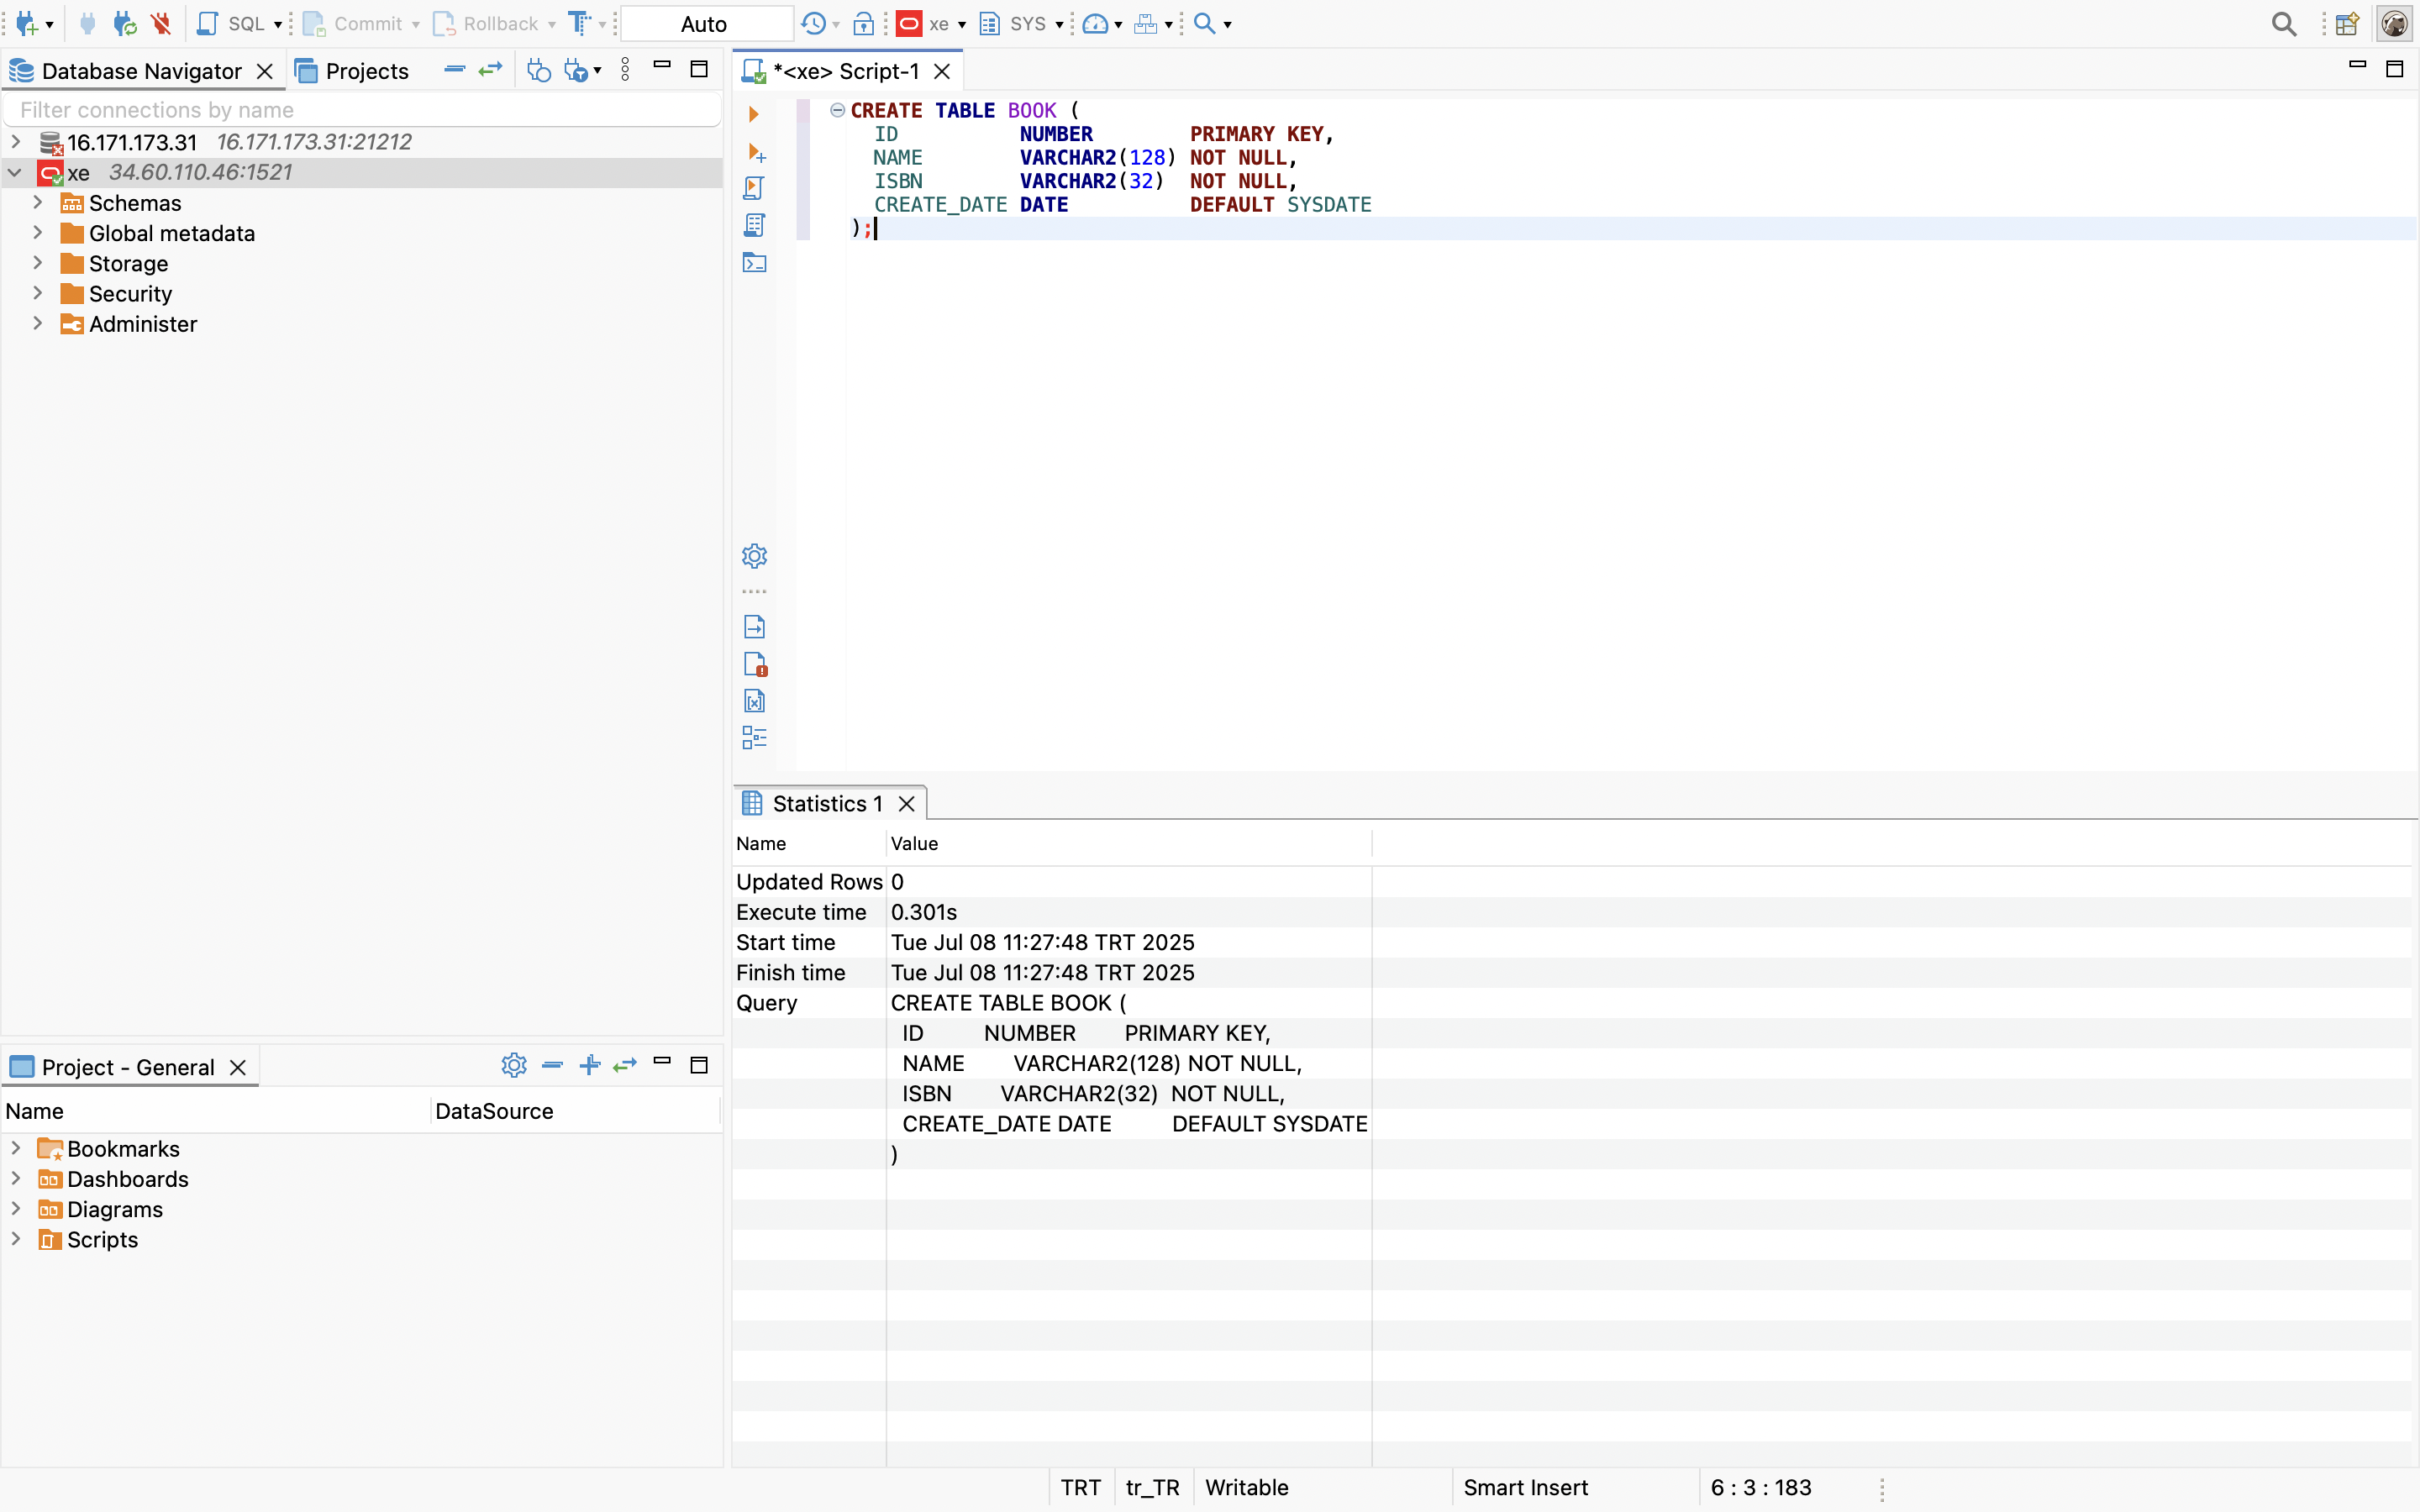 SQL Commit Rollback Auto xe SYS
Database Navigator Projects
Filter connections by name
16.171.173.31 16.171.173.31:21212
xe 34.60.110.46:1521
Schemas
Global metadata
Storage
Security
Administer
*<xe> Script-1
CREATE TABLE BOOK (
ID NUMBER PRIMARY KEY,
NAME VARCHAR2(128) NOT NULL,
ISBN VARCHAR2(32) NOT NULL,
CREATE_DATE DATE DEFAULT SYSDATE
);
Statistics 1
Name Value
Updated Rows 0
Execute time 0.301s
Start time Tue Jul 08 11:27:48 TRT 2025
Finish time Tue Jul 08 11:27:48 TRT 2025
Query CREATE TABLE BOOK (
ID NUMBER PRIMARY KEY,
NAME VARCHAR2(128) NOT NULL,
ISBN VARCHAR2(32) NOT NULL,
CREATE_DATE DATE DEFAULT SYSDATE
)
Project - General
Name DataSource
Bookmarks
Dashboards
Diagrams
Scripts
TRT tr_TR Writable Smart Insert 6 : 3 : 183